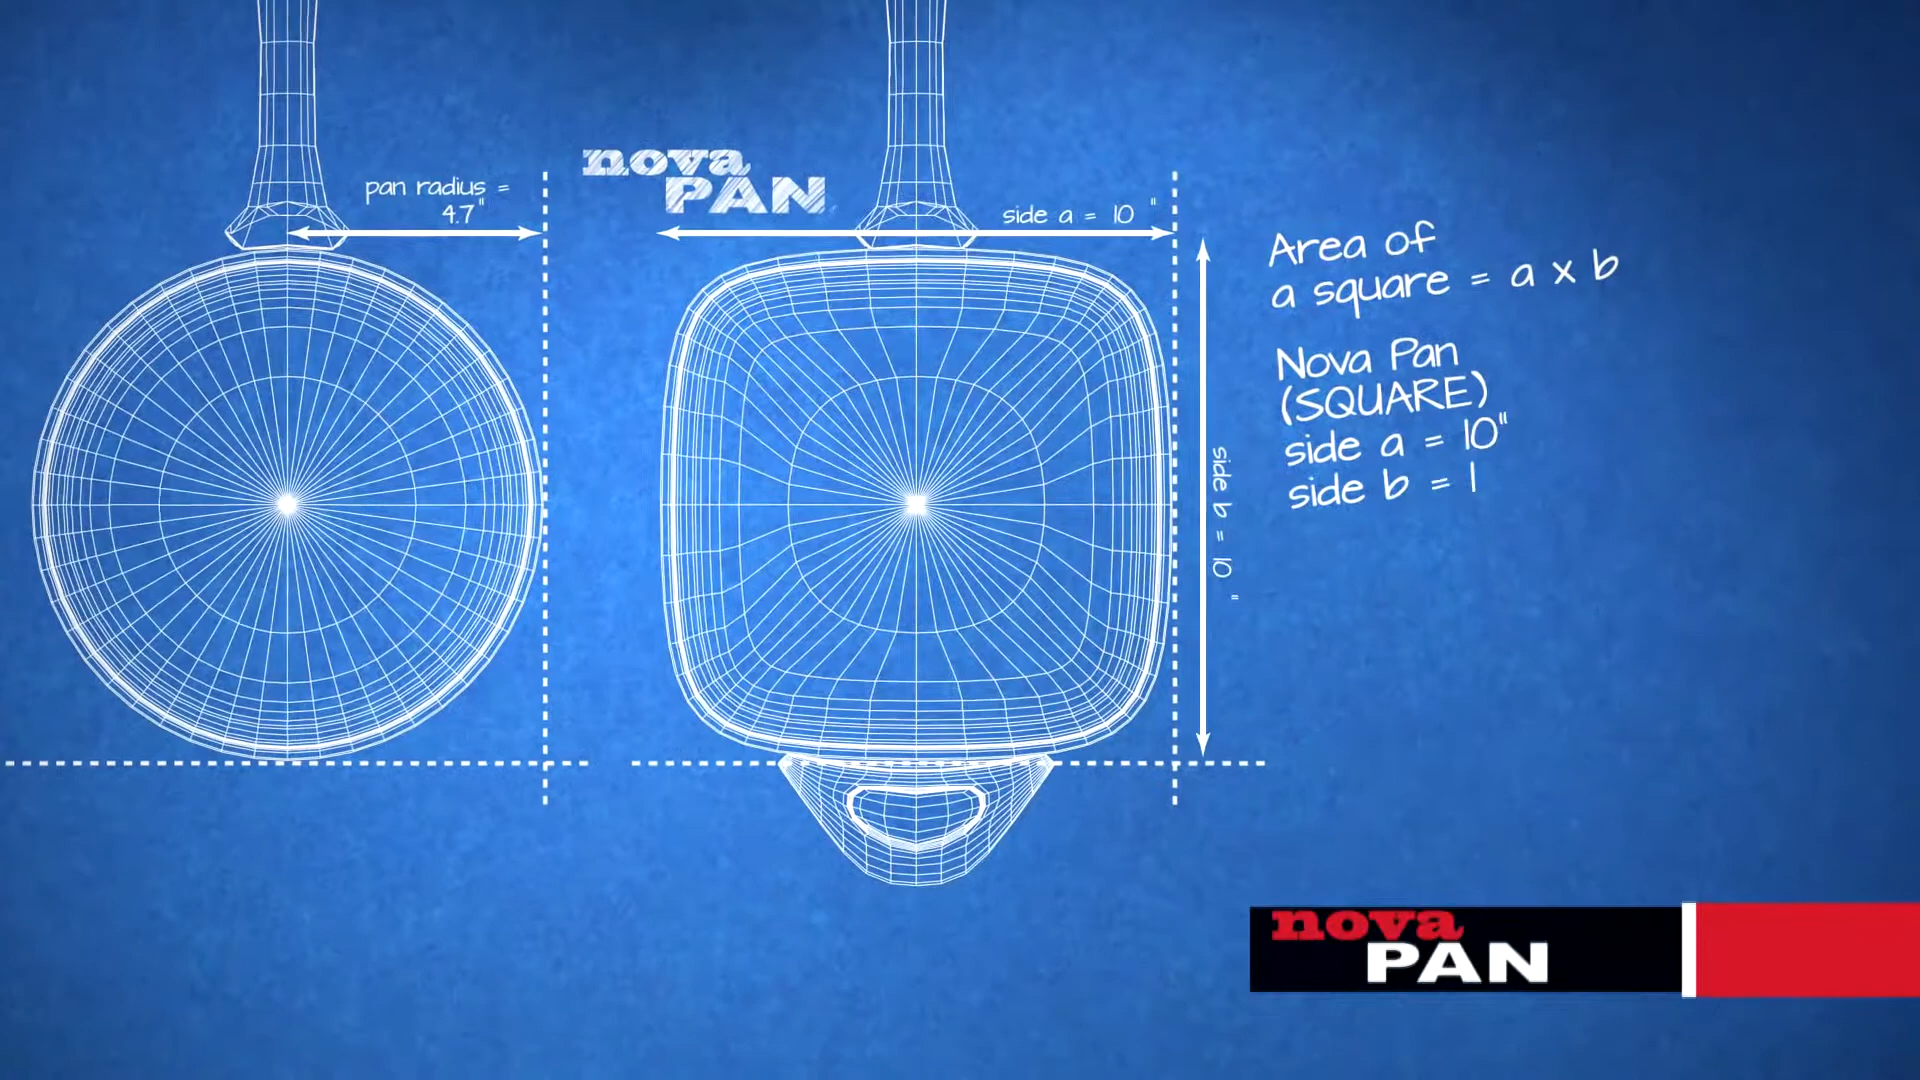 pan radius =
4.7"
nova
PAN
side a = 10 "
side b = 10 "
Area of
a square = a x b
Nova Pan
(SQUARE)
side a = 10"
side b = 1
nova
PAN